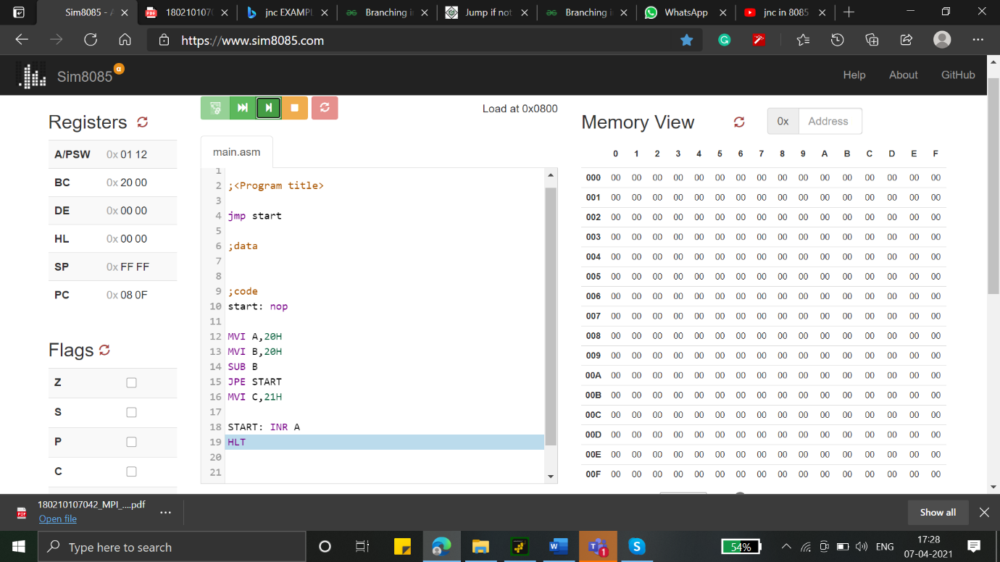 Sim8085 - A
180210107
jnc EXAMPL
Branching i
Jump if not
Branching i
WhatsApp
jnc in 8085
https://www.sim8085.com
Sim8085 α
Help About GitHub
Load at 0x0800
Registers
A/PSW 0x 01 12
BC 0x 20 00
DE 0x 00 00
HL 0x 00 00
SP 0x FF FF
PC 0x 08 0F
Flags
Z
S
P
C
main.asm
1
2 ;<Program title>
3
4 jmp start
5
6 ;data
7
8
9 ;code
10 start: nop
11
12 MVI A,20H
13 MVI B,20H
14 SUB B
15 JPE START
16 MVI C,21H
17
18 START: INR A
19 HLT
20
21
Memory View 0x Address
0 1 2 3 4 5 6 7 8 9 A B C D E F
000 00 00 00 00 00 00 00 00 00 00 00 00 00 00 00 00
001 00 00 00 00 00 00 00 00 00 00 00 00 00 00 00 00
002 00 00 00 00 00 00 00 00 00 00 00 00 00 00 00 00
003 00 00 00 00 00 00 00 00 00 00 00 00 00 00 00 00
004 00 00 00 00 00 00 00 00 00 00 00 00 00 00 00 00
005 00 00 00 00 00 00 00 00 00 00 00 00 00 00 00 00
006 00 00 00 00 00 00 00 00 00 00 00 00 00 00 00 00
007 00 00 00 00 00 00 00 00 00 00 00 00 00 00 00 00
008 00 00 00 00 00 00 00 00 00 00 00 00 00 00 00 00
009 00 00 00 00 00 00 00 00 00 00 00 00 00 00 00 00
00A 00 00 00 00 00 00 00 00 00 00 00 00 00 00 00 00
00B 00 00 00 00 00 00 00 00 00 00 00 00 00 00 00 00
00C 00 00 00 00 00 00 00 00 00 00 00 00 00 00 00 00
00D 00 00 00 00 00 00 00 00 00 00 00 00 00 00 00 00
00E 00 00 00 00 00 00 00 00 00 00 00 00 00 00 00 00
00F 00 00 00 00 00 00 00 00 00 00 00 00 00 00 00 00
180210107042_MPI_....pdf
Open file
Show all
Type here to search
54%
ENG
17:28
07-04-2021